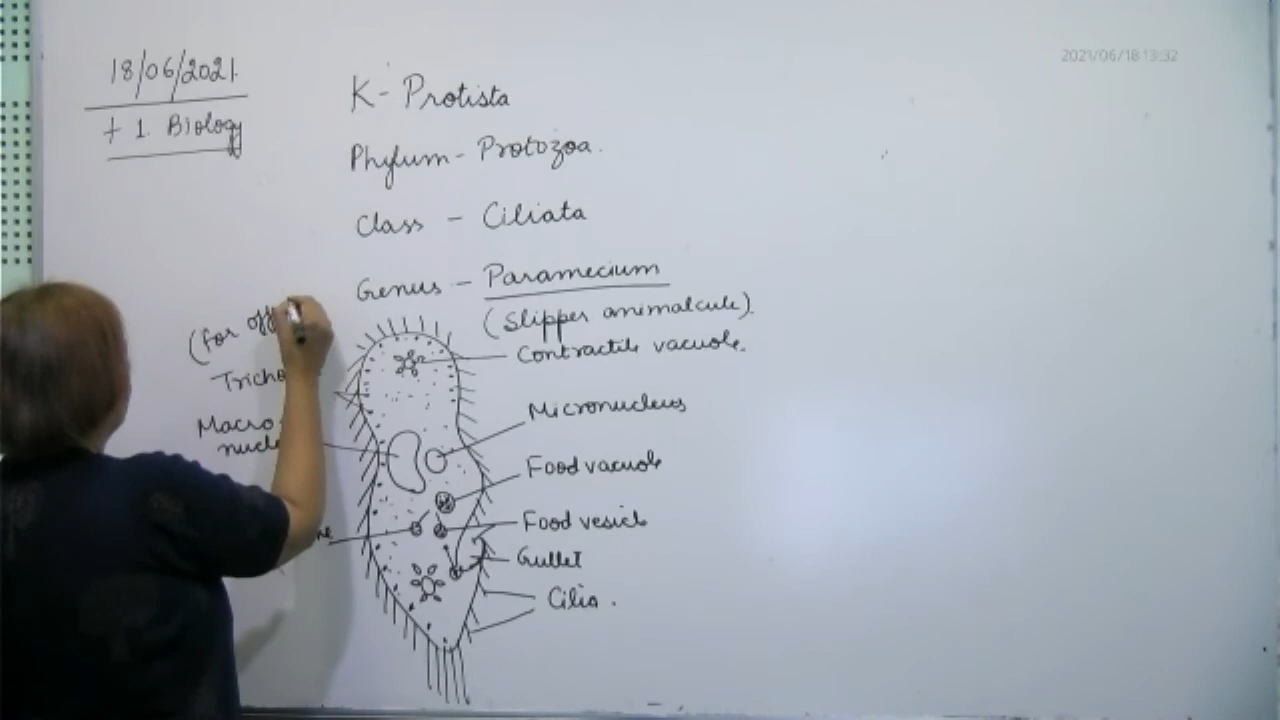 2021/06/18 13:32
18/06/2021.
+ 1. Biology
K - Protista
Phylum - Protozoa.
Class - Ciliata
Genus - Paramecium
(Slipper animalcule)
(for
Contractile vacuole.
Micronucleus
Macro
Food vacuole
Food vesicle
Gullet
Cilia.